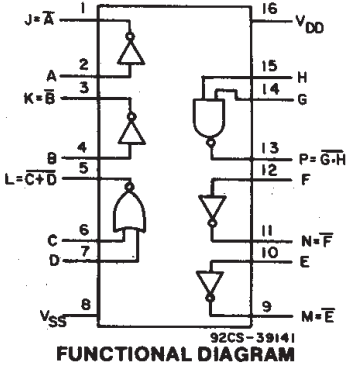 1 J=A̅
2 A
3 K=B̅
4 B
5 L=C̅+̅D̅
6 C
7 D
8 VSS
16 VDD
15 H
14 G
13 P=G̅·̅H̅
12 F
11 N=F̅
10 E
9 M=E̅
92CS-39141
FUNCTIONAL DIAGRAM